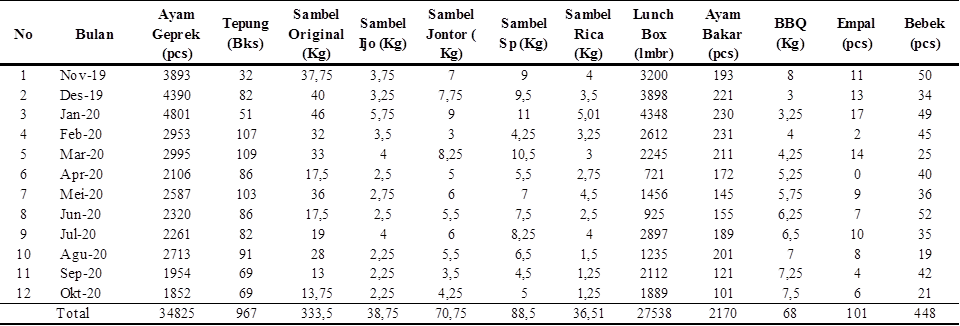 No Bulan Ayam Geprek (pcs) Tepung (Bks) Sambel Original (Kg) Sambel Ijo (Kg) Sambel Jontor ( Kg) Sambel Sp (Kg) Sambel Rica (Kg) Lunch Box (lmbr) Ayam Bakar (pcs) BBQ (Kg) Empal (pcs) Bebek (pcs)
1 Nov-19 3893 32 37,75 3,75 7 9 4 3200 193 8 11 50
2 Des-19 4390 82 40 3,25 7,75 9,5 3,5 3898 221 3 13 34
3 Jan-20 4801 51 46 5,75 9 11 5,01 4348 230 3,25 17 49
4 Feb-20 2953 107 32 3,5 3 4,25 3,25 2612 231 4 2 45
5 Mar-20 2995 109 33 4 8,25 10,5 3 2245 211 4,25 14 25
6 Apr-20 2106 86 17,5 2,5 5 5,5 2,75 721 172 5,25 0 40
7 Mei-20 2587 103 36 2,75 6 7 4,5 1456 145 5,75 9 36
8 Jun-20 2320 86 17,5 2,5 5,5 7,5 2,5 925 155 6,25 7 52
9 Jul-20 2261 82 19 4 6 8,25 4 2897 189 6,5 10 35
10 Agu-20 2713 91 28 2,25 5,5 6,5 1,5 1235 201 7 8 19
11 Sep-20 1954 69 13 2,25 3,5 4,5 1,25 2112 121 7,25 4 42
12 Okt-20 1852 69 13,75 2,25 4,25 5 1,25 1889 101 7,5 6 21
Total 34825 967 333,5 38,75 70,75 88,5 36,51 27538 2170 68 101 448